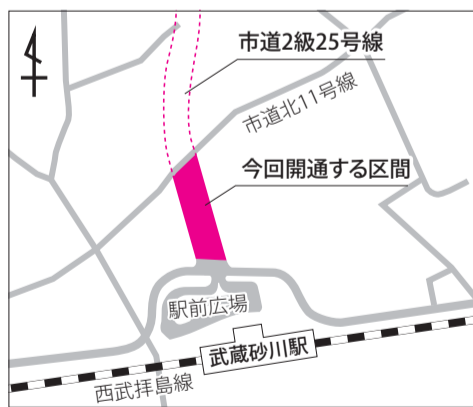 市道2級25号線
市道北11号線
今回開通する区間
駅前広場
武蔵砂川駅
西武拝島線